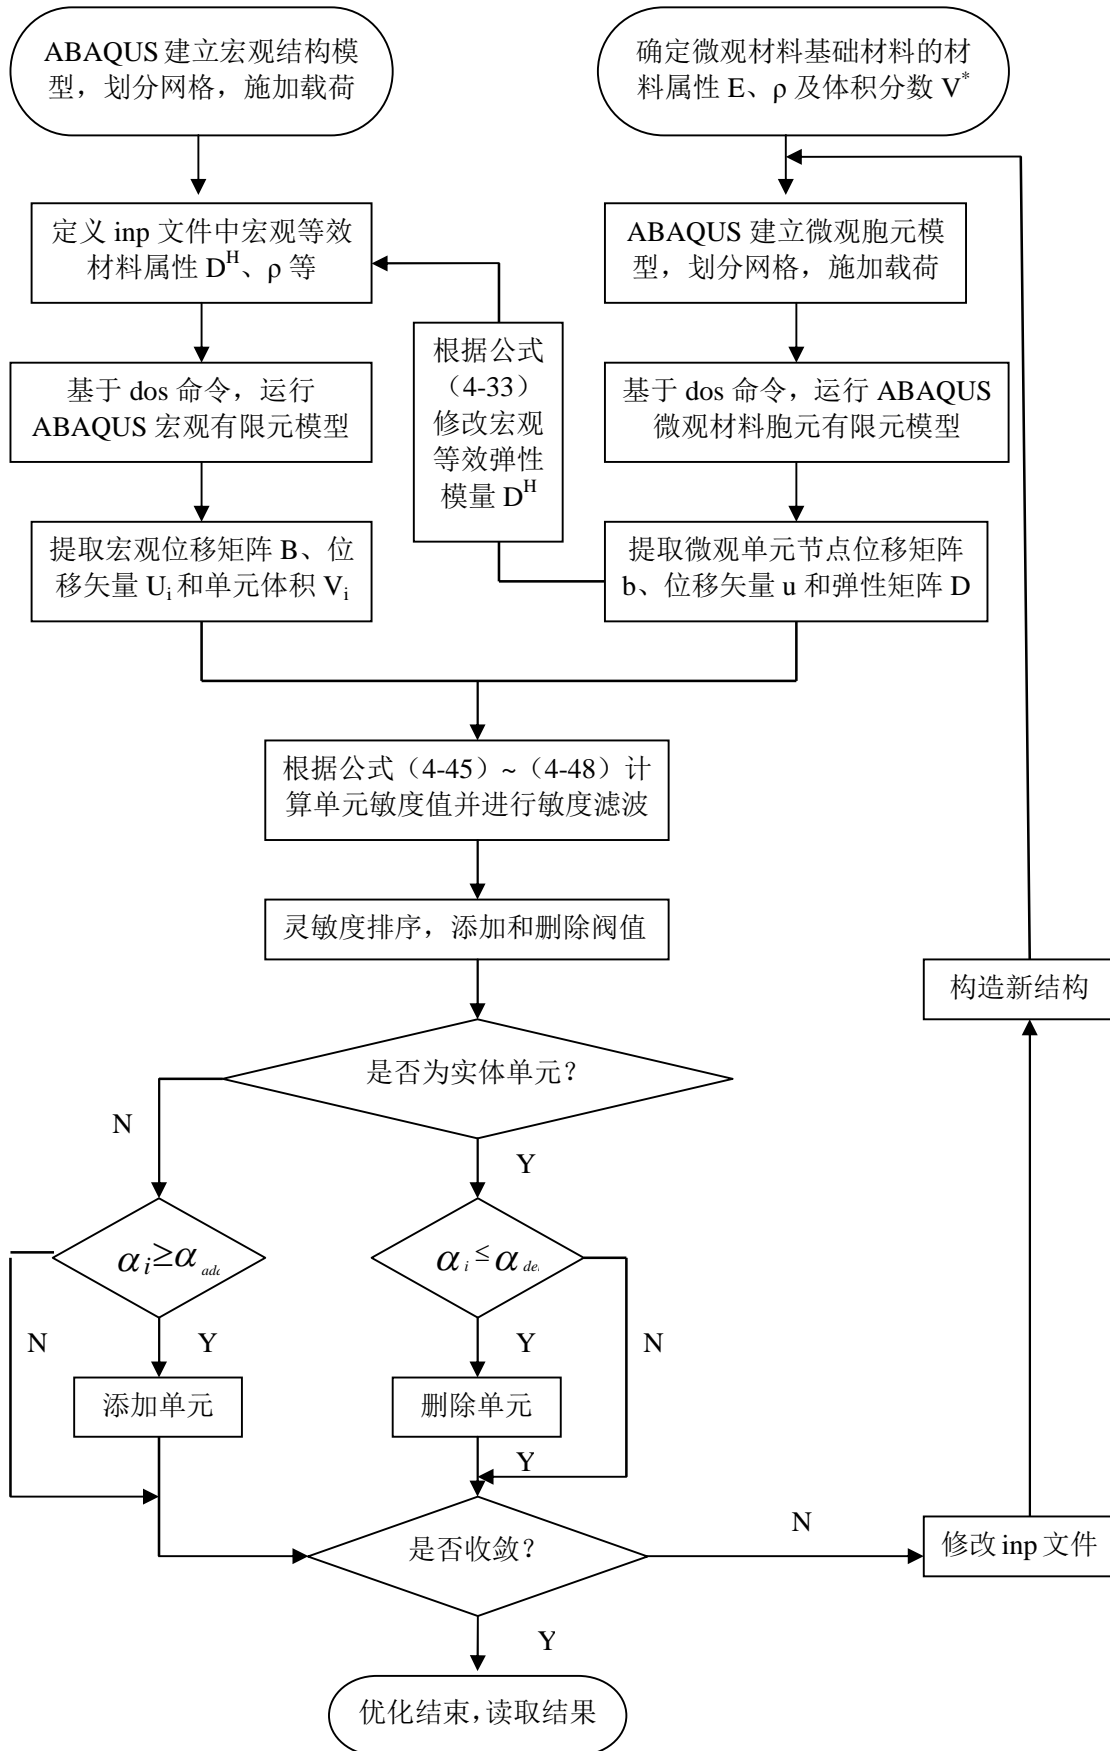 ABAQUS 建立宏观结构模
型，划分网格，施加载荷
确定微观材料基础材料的材
料属性 E、ρ 及体积分数 V*
定义 inp 文件中宏观等效
材料属性 D^H、ρ 等
ABAQUS 建立微观胞元模
型，划分网格，施加载荷
根据公式
（4-33）
修改宏观
等效弹性
模量 D^H
基于 dos 命令，运行
ABAQUS 宏观有限元模型
基于 dos 命令，运行 ABAQUS
微观材料胞元有限元模型
提取宏观位移矩阵 B、位
移矢量 U_i 和单元体积 V_i
提取微观单元节点位移矩阵
b、位移矢量 u 和弹性矩阵 D
根据公式（4-45）~（4-48）计
算单元敏度值并进行敏度滤波
灵敏度排序，添加和删除阀值
构造新结构
是否为实体单元？
N
Y
α_i≥α_add
α_i≤α_del
N
Y
Y
N
添加单元
删除单元
Y
是否收敛？
N
修改 inp 文件
Y
优化结束，读取结果